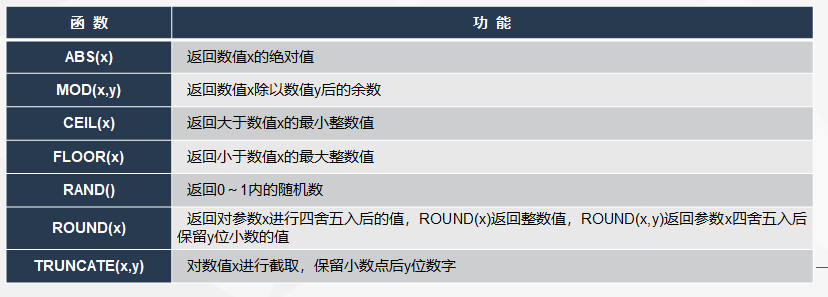 函 数 功 能
ABS(x) 返回数值x的绝对值
MOD(x,y) 返回数值x除以数值y后的余数
CEIL(x) 返回大于数值x的最小整数值
FLOOR(x) 返回小于数值x的最大整数值
RAND() 返回0～1内的随机数
ROUND(x) 返回对参数x进行四舍五入后的值，ROUND(x)返回整数值，ROUND(x,y)返回参数x四舍五入后
保留y位小数的值
TRUNCATE(x,y) 对数值x进行截取，保留小数点后y位数字